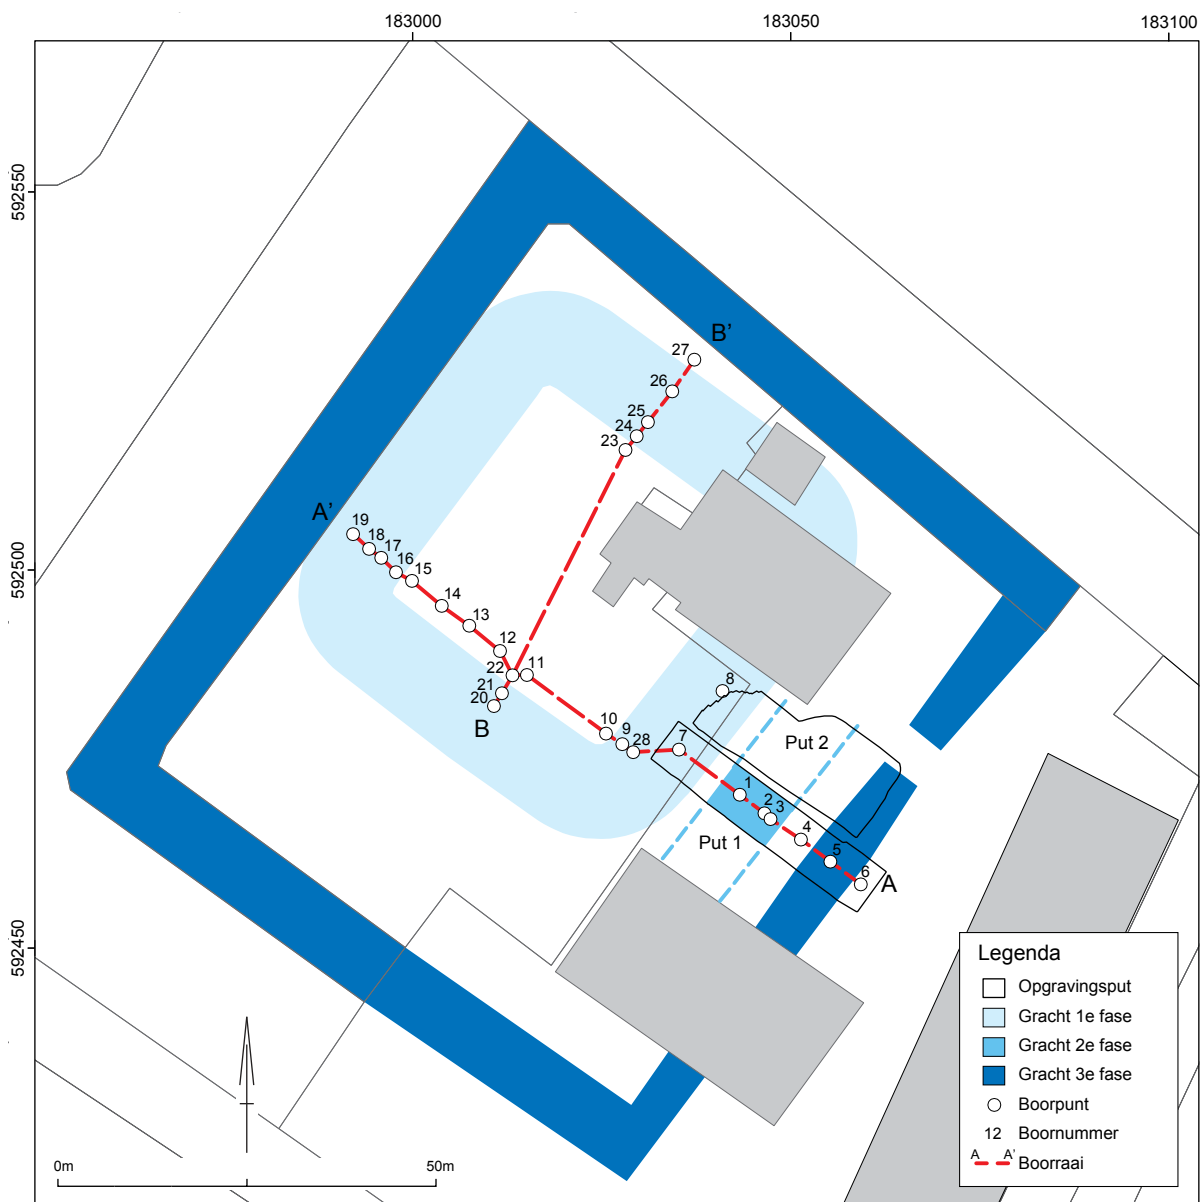 183000
183050
183100
592550
592500
592450
B'
27
26
25
24
23
A'
19
18
17
16
15
14
13
12
22
11
21
20
B
10
9
28
7
8
Put 2
1
2
3
4
5
6
A
Put 1
Legenda
Opgravingsput
Gracht 1e fase
Gracht 2e fase
Gracht 3e fase
Boorpunt
12 Boornummer
A A' Boorraai
0m 50m